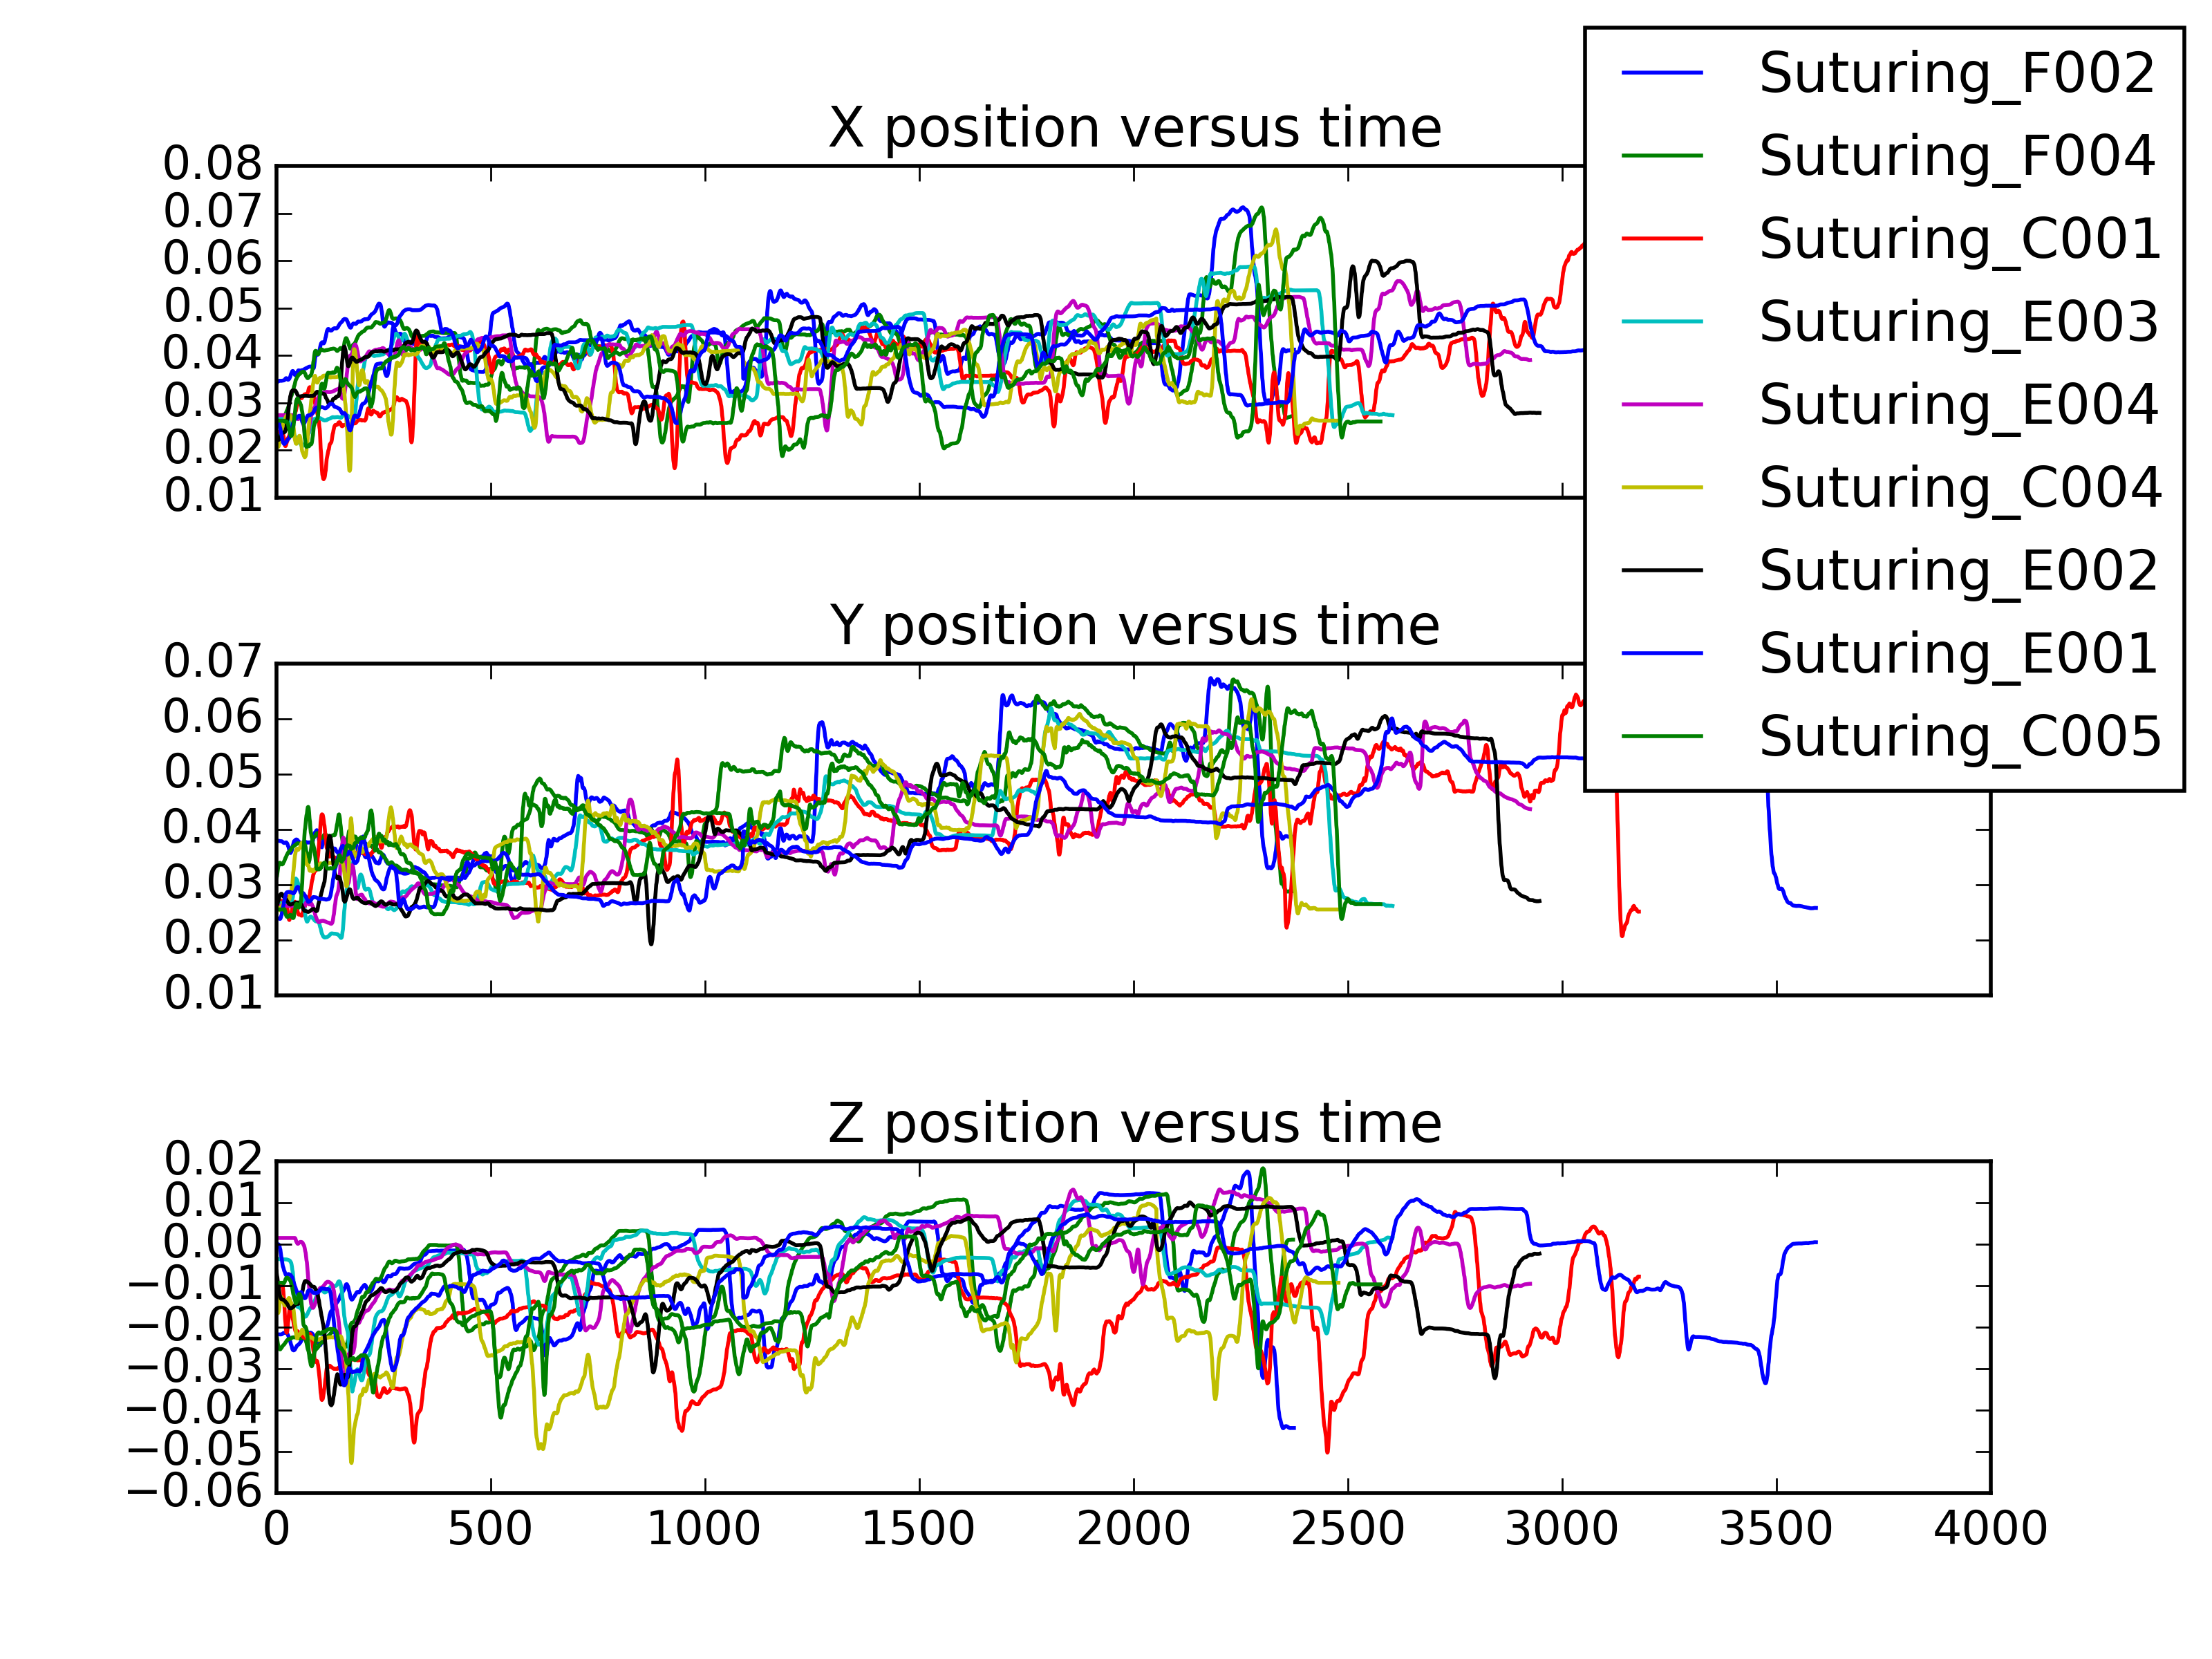 X position versus time
0.08
0.07
0.06
0.05
0.04
0.03
0.02
0.01
Suturing_F002
Suturing_F004
Suturing_C001
Suturing_E003
Suturing_E004
Suturing_C004
Suturing_E002
Suturing_E001
Suturing_C005
Y position versus time
0.07
0.06
0.05
0.04
0.03
0.02
0.01
Z position versus time
0.02
0.01
0.00
−0.01
−0.02
−0.03
−0.04
−0.05
−0.06
0 500 1000 1500 2000 2500 3000 3500 4000